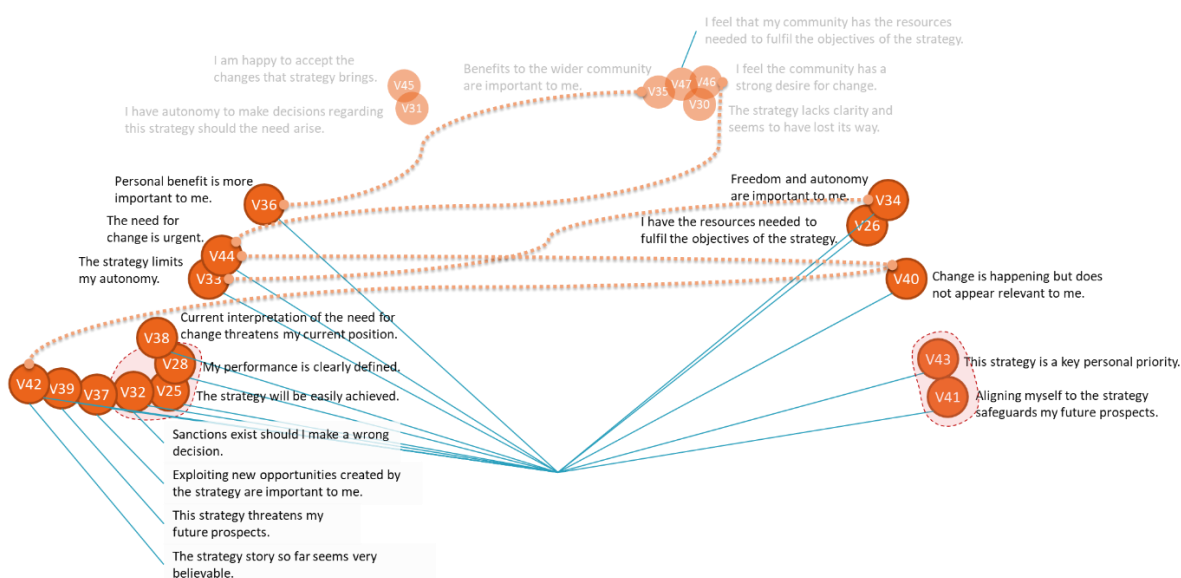 I feel that my community has the resources
needed to fulfil the objectives of the strategy.
I am happy to accept the
changes that strategy brings.
V45
Benefits to the wider community
are important to me.
V35
V47
V46
I feel the community has a
strong desire for change.
I have autonomy to make decisions regarding
this strategy should the need arise.
V31
V30
The strategy lacks clarity and
seems to have lost its way.
Personal benefit is more
important to me.
V36
Freedom and autonomy
are important to me.
V34
The need for
change is urgent.
V44
I have the resources needed to
fulfil the objectives of the strategy.
V26
The strategy limits
my autonomy.
V33
V40
Change is happening but does
not appear relevant to me.
Current interpretation of the need for
change threatens my current position.
V38
V28
My performance is clearly defined.
V43
This strategy is a key personal priority.
V42
V39
V37
V32
V25
The strategy will be easily achieved.
V41
Aligning myself to the strategy
safeguards my future prospects.
Sanctions exist should I make a wrong
decision.
Exploiting new opportunities created by
the strategy are important to me.
This strategy threatens my
future prospects.
The strategy story so far seems very
believable.